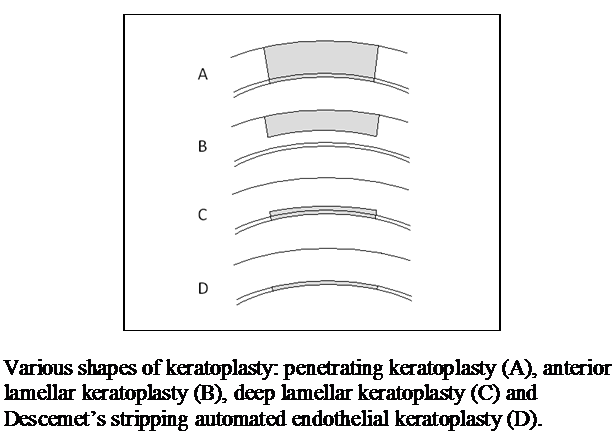 A
B
C
D
Various shapes of keratoplasty: penetrating keratoplasty (A), anterior
lamellar keratoplasty (B), deep lamellar keratoplasty (C) and
Descemet's stripping automated endothelial keratoplasty (D).